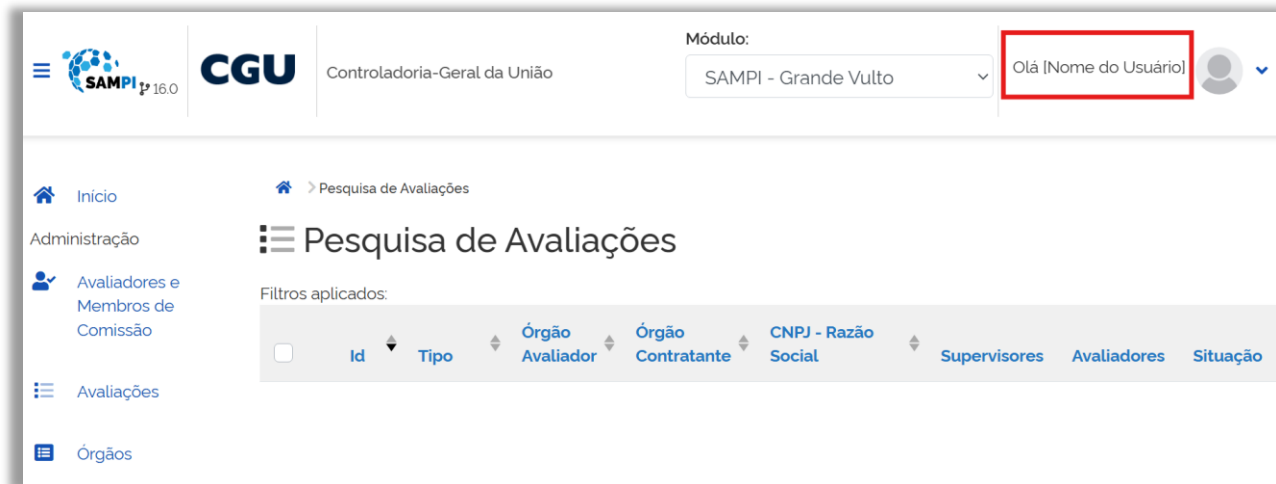 Módulo:
SAMPI 16.0
CGU
Controladoria-Geral da União
SAMPI - Grande Vulto
Olá [Nome do Usuário]
Início
Administração
Avaliadores e
Membros de
Comissão
Avaliações
Órgãos
> Pesquisa de Avaliações
Pesquisa de Avaliações
Filtros aplicados:
Id
Tipo
Órgão
Avaliador
Órgão
Contratante
CNPJ - Razão
Social
Supervisores
Avaliadores
Situação